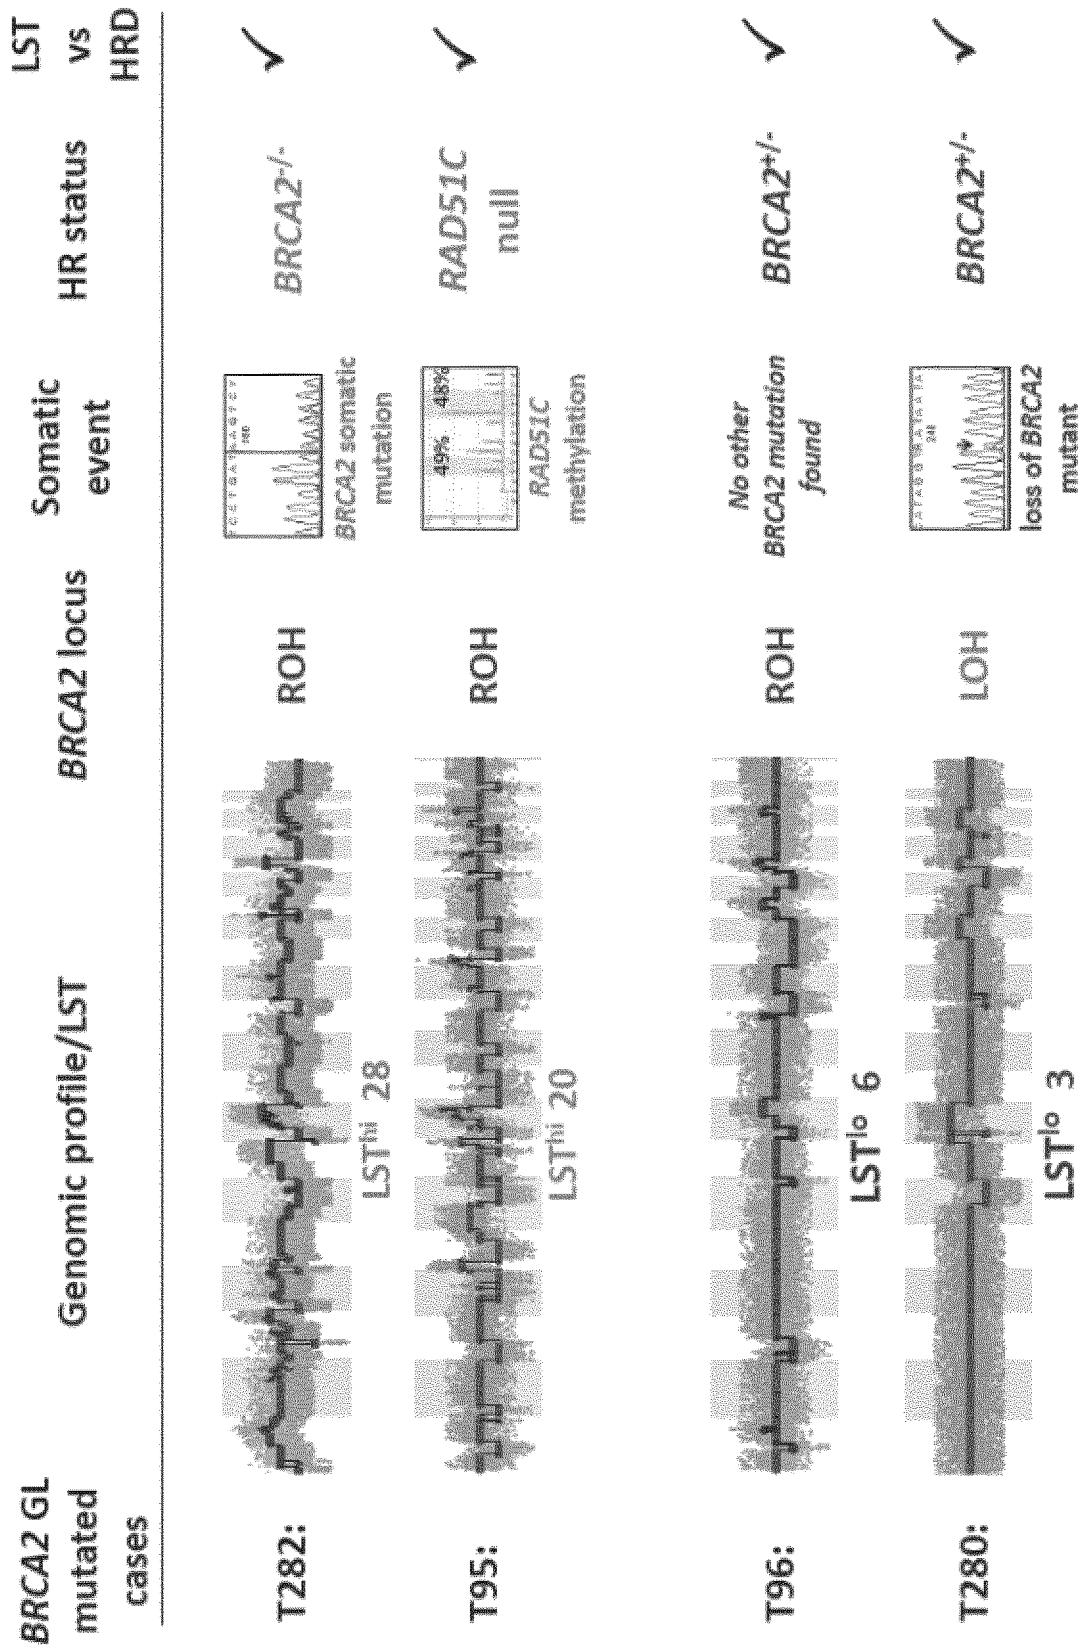 BRCA2 GL
mutated
cases
Genomic profile/LST
BRCA2 locus
Somatic
event
HR status
LST
vs
HRD
T282:
LSTʰⁱ 28
ROH
BRCA2 somatic
mutation
BRCA2⁻/⁻
✓
T95:
LSTʰⁱ 20
ROH
49% 48%
RAD51C
methylation
RAD51C
null
✓
T96:
LSTˡᵒ 6
ROH
No other
BRCA2 mutation
found
BRCA2⁺/⁻
✓
T280:
LSTˡᵒ 3
LOH
loss of BRCA2
mutant
BRCA2⁺/⁻
✓